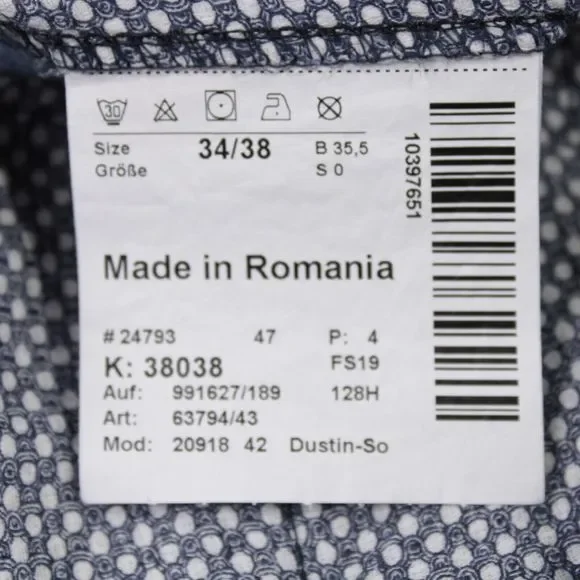 30
Size 34/38 B 35,5
Größe S 0
10397651
Made in Romania
# 24793 47 P: 4
K: 38038 FS19
Auf: 991627/189 128H
Art: 63794/43
Mod: 20918 42 Dustin-So